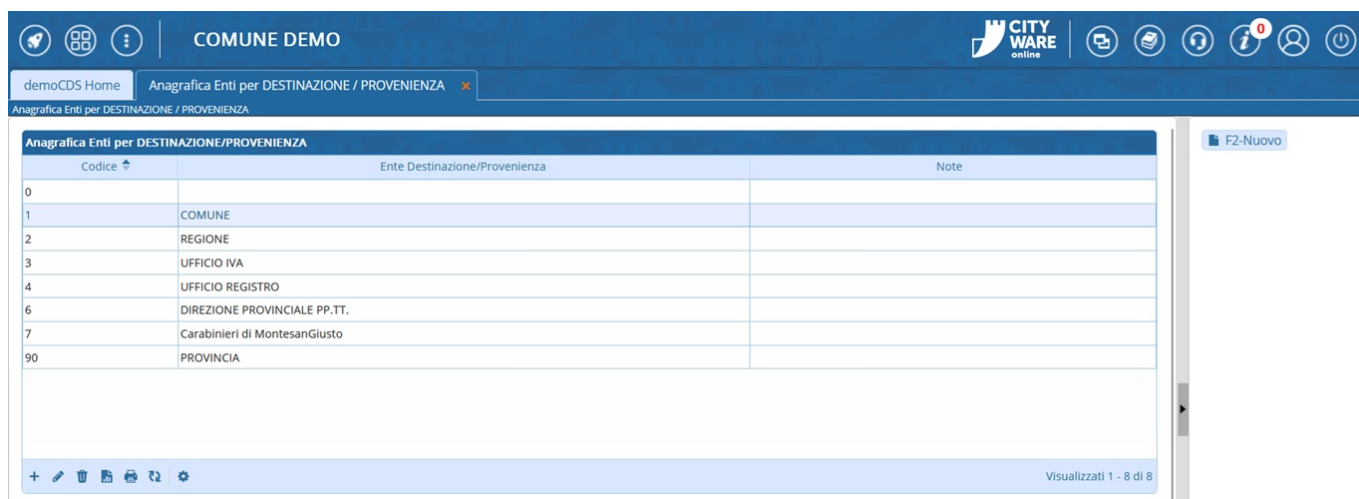 COMUNE DEMO
CITY
WARE
online
0
demoCDS Home
Anagrafica Enti per DESTINAZIONE / PROVENIENZA ×
Anagrafica Enti per DESTINAZIONE / PROVENIENZA
Anagrafica Enti per DESTINAZIONE/PROVENIENZA
F2-Nuovo
Codice Ente Destinazione/Provenienza Note
0
1 COMUNE
2 REGIONE
3 UFFICIO IVA
4 UFFICIO REGISTRO
6 DIREZIONE PROVINCIALE PP.TT.
7 Carabinieri di MontesanGiusto
90 PROVINCIA
Visualizzati 1 - 8 di 8